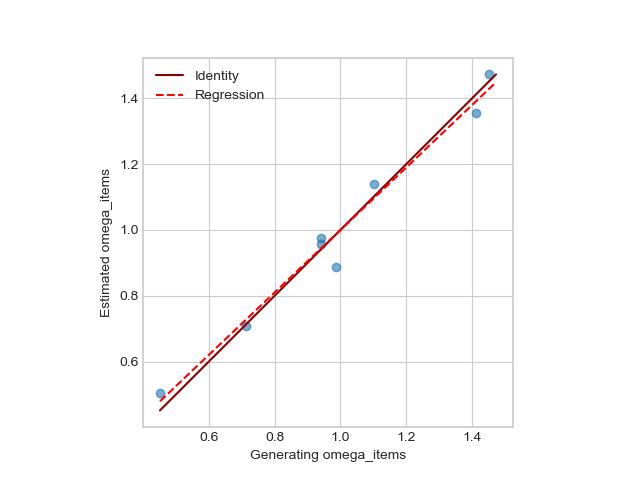 Identity
Regression
1.4
1.2
1.0
0.8
0.6
Estimated omega_items
0.6 0.8 1.0 1.2 1.4
Generating omega_items